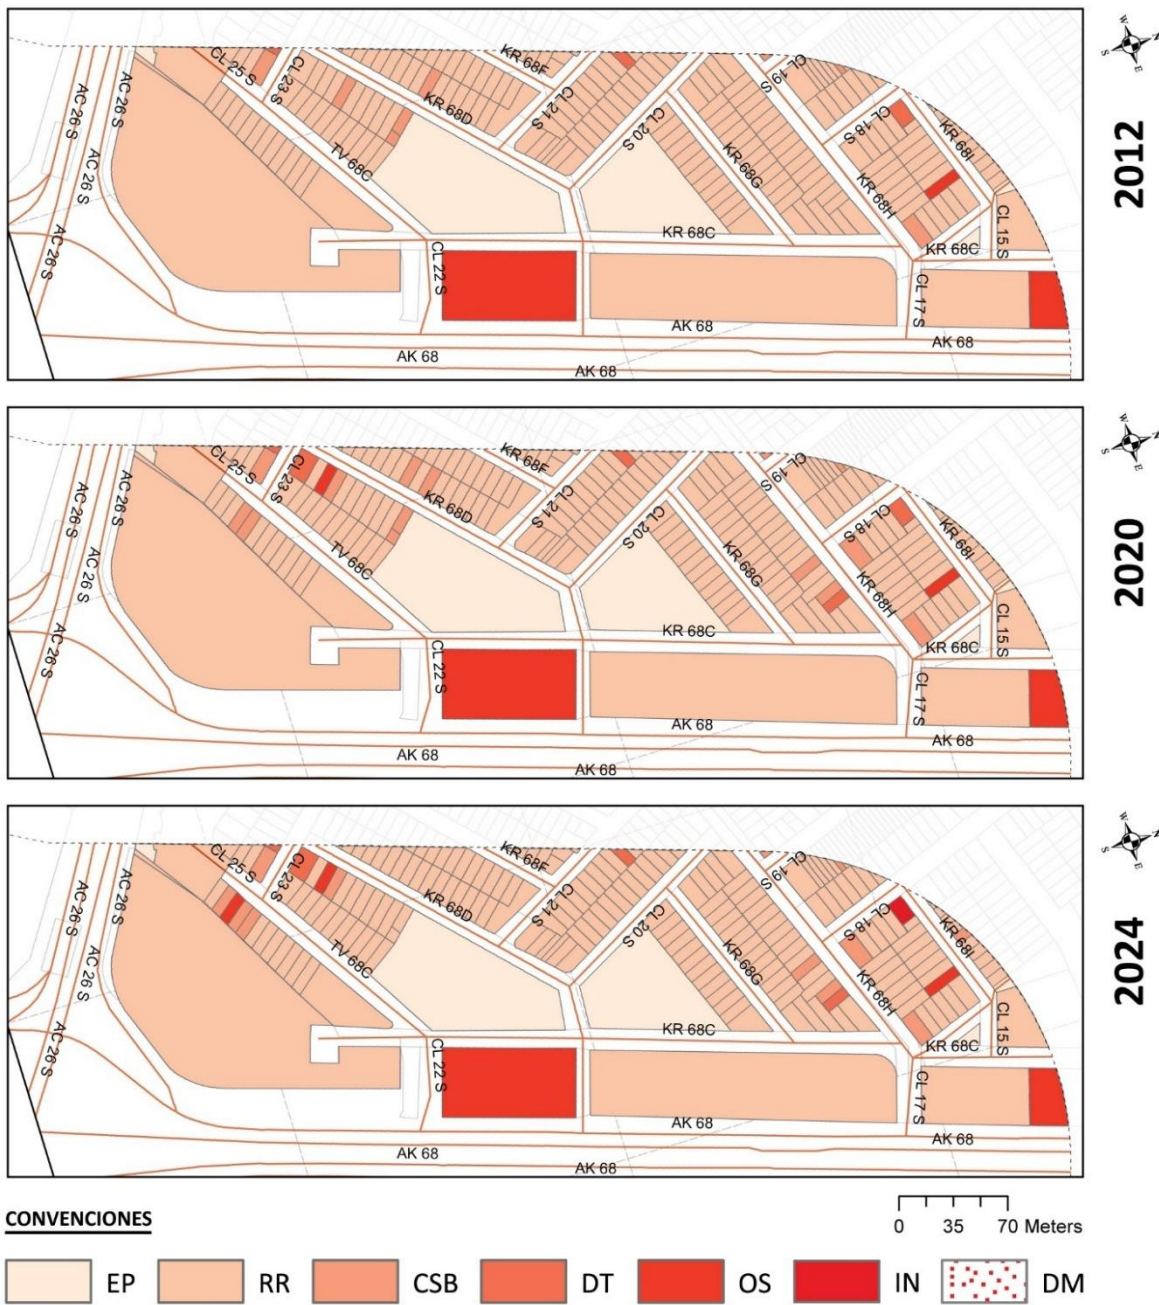 W
S
N
E
2012
AC 26 S
AC 26 S
AC 26 S
AC 26 S
CL 25 S
CL 23 S
KR 68D
KR 68F
CL 21 S
CL 20 S
TV 68C
KR 68C
CL 22 S
KR 68G
CL 19 S
CL 18 S
KR 68I
KR 68H
KR 68C
CL 15 S
CL 17 S
AK 68
AK 68
AK 68
AK 68
W
S
N
E
2020
AC 26 S
AC 26 S
AC 26 S
AC 26 S
CL 25 S
CL 23 S
KR 68D
KR 68F
CL 21 S
CL 20 S
TV 68C
KR 68C
CL 22 S
KR 68G
CL 19 S
CL 18 S
KR 68I
KR 68H
KR 68C
CL 15 S
CL 17 S
AK 68
AK 68
AK 68
AK 68
W
S
N
E
2024
AC 26 S
AC 26 S
AC 26 S
AC 26 S
CL 25 S
CL 23 S
KR 68D
KR 68F
CL 21 S
CL 20 S
TV 68C
KR 68C
CL 22 S
KR 68G
CL 19 S
CL 18 S
KR 68I
KR 68H
KR 68C
CL 15 S
CL 17 S
AK 68
AK 68
AK 68
AK 68
CONVENCIONES
0 35 70 Meters
EP RR CSB DT OS IN DM